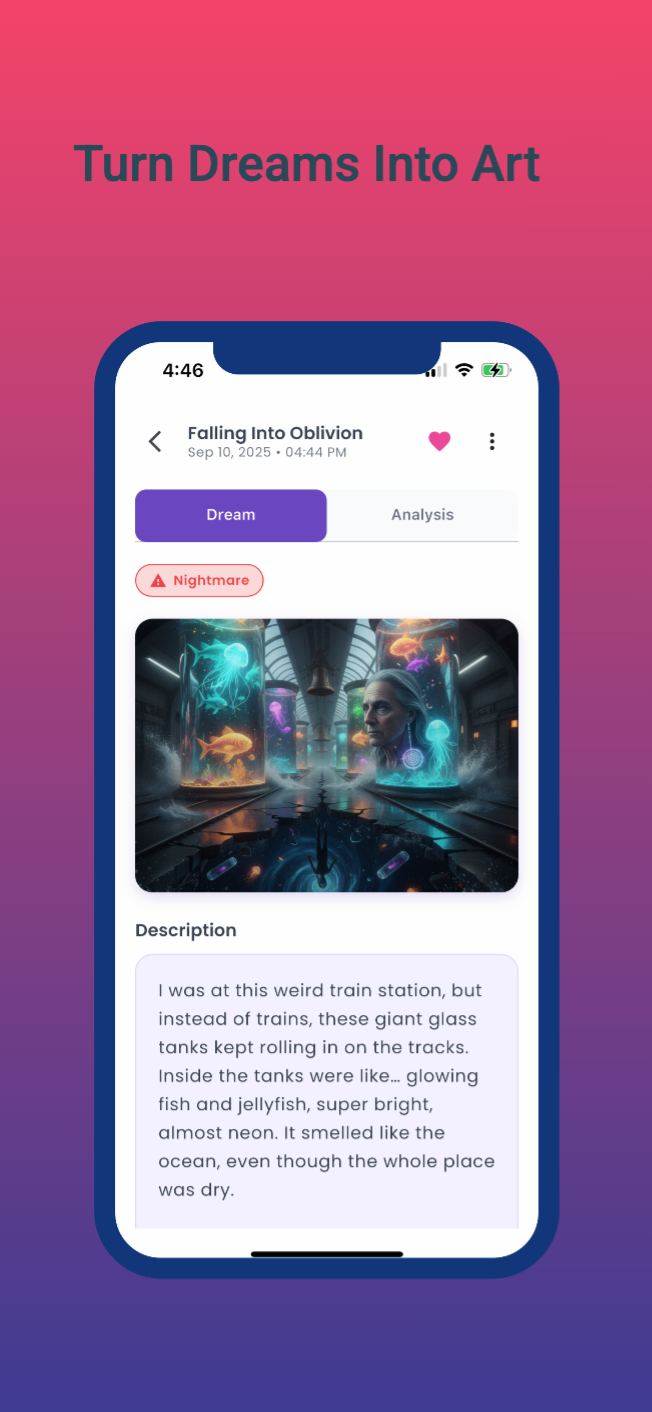 Turn Dreams Into Art
4:46
Falling Into Oblivion
Sep 10, 2025 • 04:44 PM
Dream
Analysis
Nightmare
Description
I was at this weird train station, but
instead of trains, these giant glass
tanks kept rolling in on the tracks.
Inside the tanks were like… glowing
fish and jellyfish, super bright,
almost neon. It smelled like the
ocean, even though the whole place
was dry.